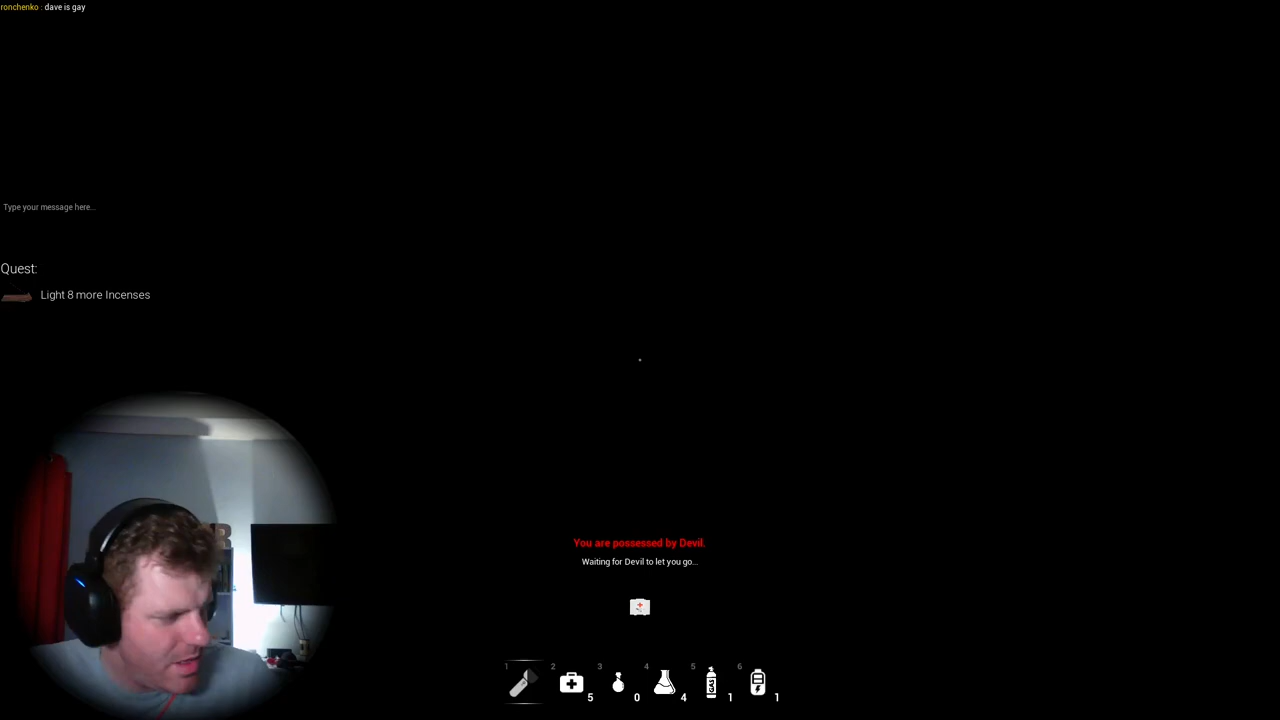 ronchenko : dave is gay
Type your message here...
Quest:
Light 8 more Incenses
You are possessed by Devil.
Waiting for Devil to let you go...
1 2 3 4 5 6
GAS
5 0 4 1 1